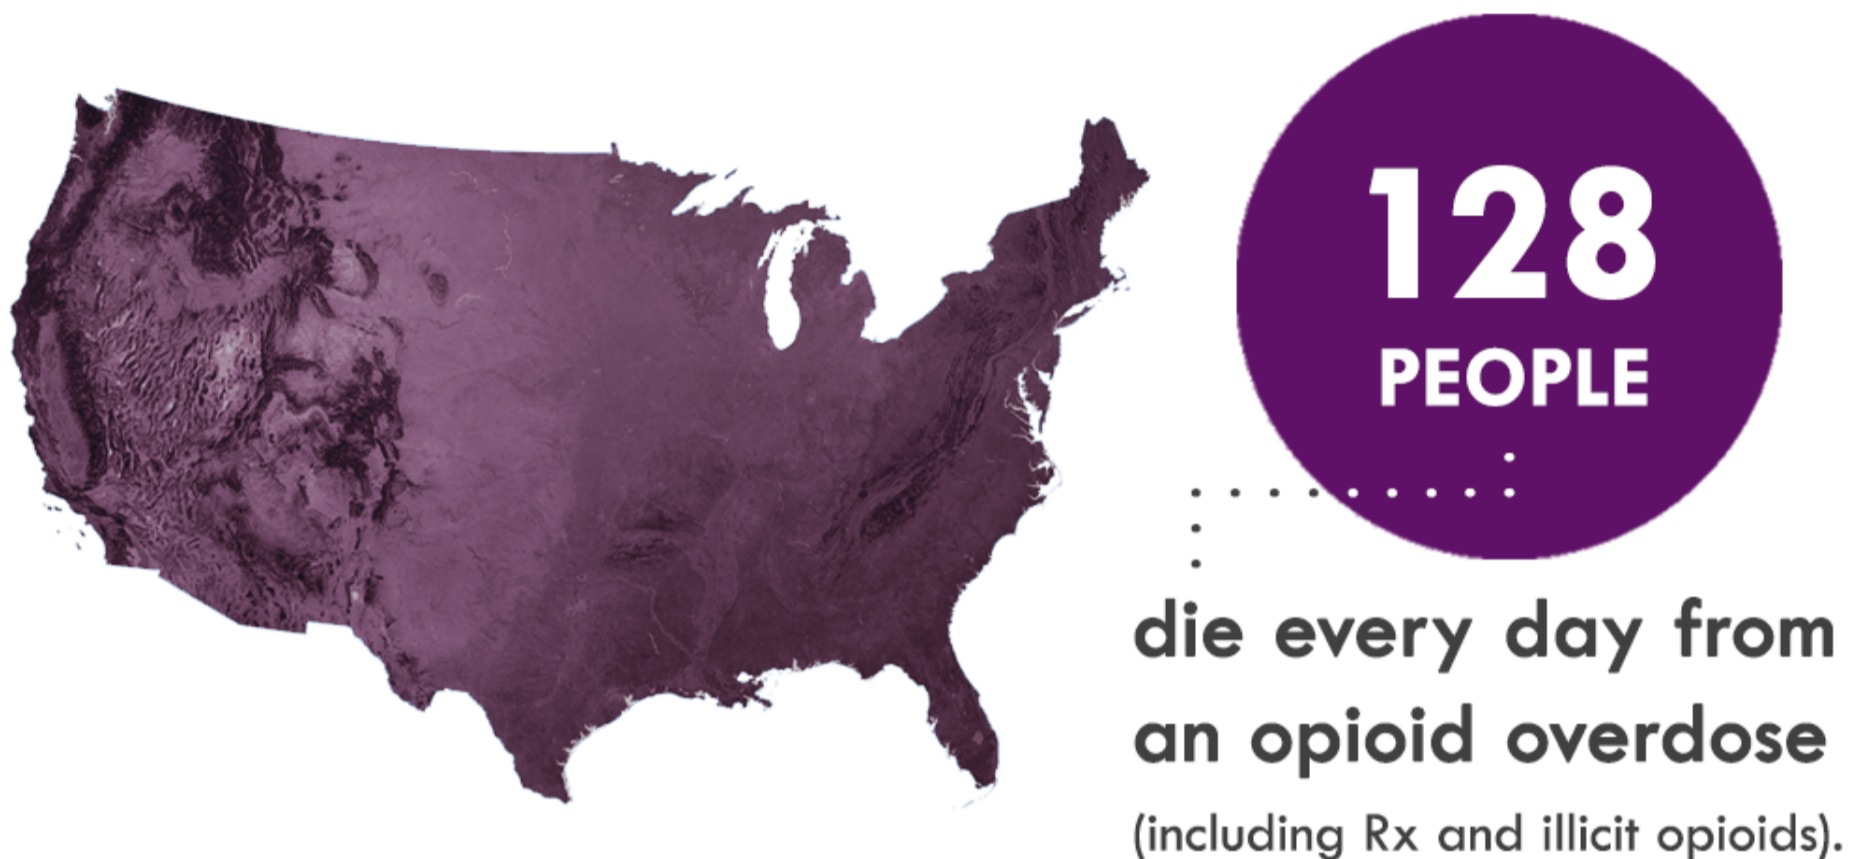 128
PEOPLE
die every day from
an opioid overdose
(including Rx and illicit opioids).